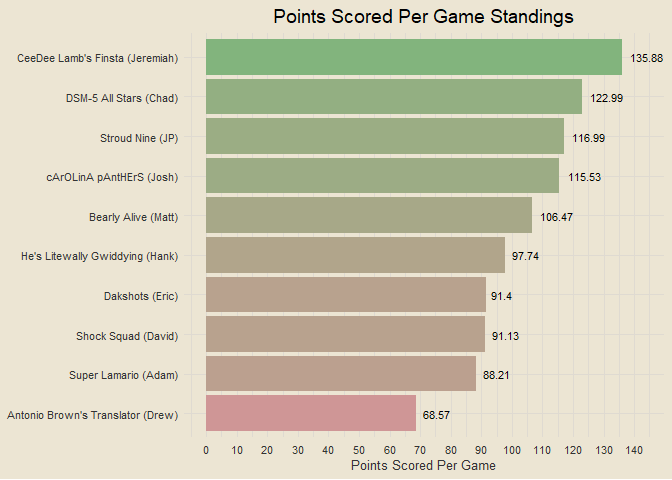 Points Scored Per Game Standings
CeeDee Lamb's Finsta (Jeremiah) 135.88
DSM-5 All Stars (Chad) 122.99
Stroud Nine (JP) 116.99
cArOLinA pAntHErS (Josh) 115.53
Bearly Alive (Matt) 106.47
He's Litewally Gwiddying (Hank) 97.74
Dakshots (Eric) 91.4
Shock Squad (David) 91.13
Super Lamario (Adam) 88.21
Antonio Brown's Translator (Drew) 68.57
0 10 20 30 40 50 60 70 80 90 100 110 120 130 140
Points Scored Per Game